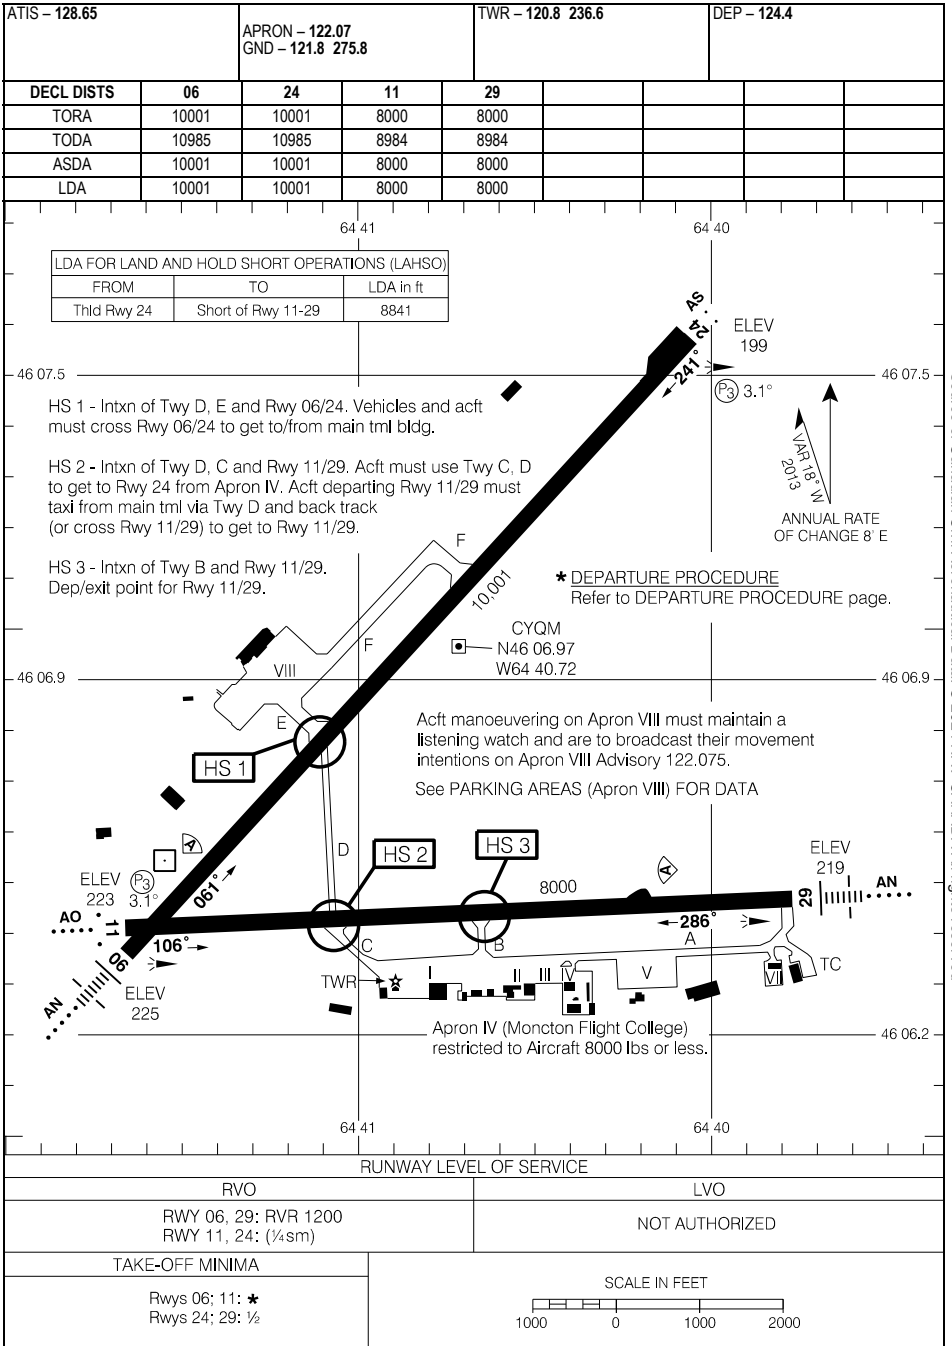 ATIS – 128.65
APRON – 122.07
GND – 121.8 275.8
TWR – 120.8 236.6
DEP – 124.4
DECL DISTS 06 24 11 29
TORA 10001 10001 8000 8000
TODA 10985 10985 8984 8984
ASDA 10001 10001 8000 8000
LDA 10001 10001 8000 8000
64 41 64 40
LDA FOR LAND AND HOLD SHORT OPERATIONS (LAHSO)
FROM TO LDA in ft
Thld Rwy 24 Short of Rwy 11-29 8841
AS
24
ELEV
199
46 07.5 46 07.5
241°
P3 3.1°
HS 1 - Intxn of Twy D, E and Rwy 06/24. Vehicles and acft
must cross Rwy 06/24 to get to/from main tml bldg.
VAR 18° W
2013
HS 2 - Intxn of Twy D, C and Rwy 11/29. Acft must use Twy C, D
to get to Rwy 24 from Apron IV. Acft departing Rwy 11/29 must
taxi from main tml via Twy D and back track
(or cross Rwy 11/29) to get to Rwy 11/29.
ANNUAL RATE
OF CHANGE 8' E
HS 3 - Intxn of Twy B and Rwy 11/29.
Dep/exit point for Rwy 11/29.
F
10,001
* DEPARTURE PROCEDURE
Refer to DEPARTURE PROCEDURE page.
CYQM
N46 06.97
W64 40.72
F
VIII
46 06.9 46 06.9
E
HS 1
Acft manoeuvering on Apron VIII must maintain a
listening watch and are to broadcast their movement
intentions on Apron VIII Advisory 122.075.
See PARKING AREAS (Apron VIII) FOR DATA
A
D
HS 2
HS 3
A
ELEV
219
ELEV
223
P3
3.1°
061°
8000
29
AN
AO
11
106°
286°
06
C
B
A
TWR
I II III IV V VII
TC
AN
ELEV
225
Apron IV (Moncton Flight College)
restricted to Aircraft 8000 lbs or less.
46 06.2
64 41 64 40
RUNWAY LEVEL OF SERVICE
RVO LVO
RWY 06, 29: RVR 1200
RWY 11, 24: (¼sm)
NOT AUTHORIZED
TAKE-OFF MINIMA
Rwys 06; 11: *
Rwys 24; 29: ½
SCALE IN FEET
1000 0 1000 2000